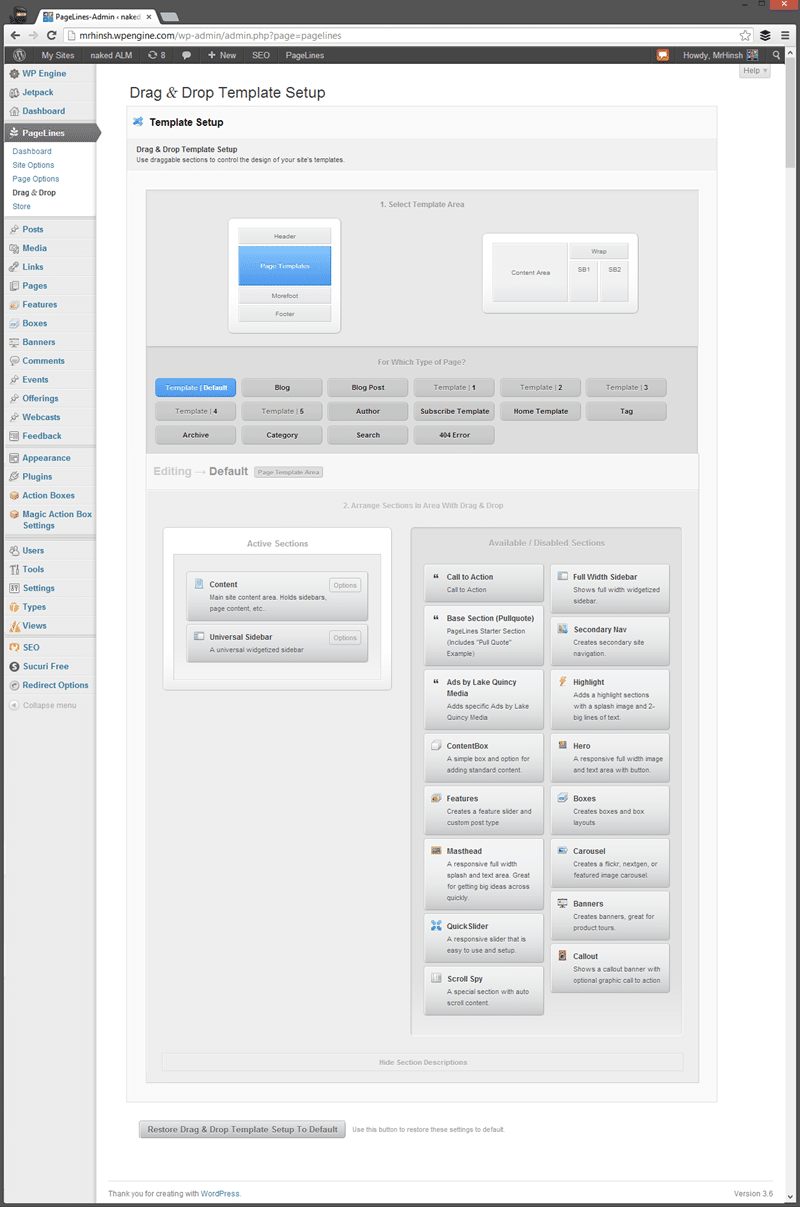 PageLines-Admin ‹ naked
mrhinsh.wpengine.com/wp-admin/admin.php?page=pagelines
My Sites naked ALM 8 + New SEO PageLines Howdy, MrHinsh
Help
WP Engine
Jetpack
Dashboard
PageLines
Dashboard
Site Options
Page Options
Drag & Drop
Store
Posts
Media
Links
Pages
Features
Boxes
Banners
Comments
Events
Offerings
Webcasts
Feedback
Appearance
Plugins
Action Boxes
Magic Action Box
Settings
Users
Tools
Settings
Types
Views
SEO
Sucuri Free
Redirect Options
Collapse menu
Drag & Drop Template Setup
Template Setup
Drag & Drop Template Setup
Use draggable sections to control the design of your site's templates.
1. Select Template Area
Header
Page Templates
Morefoot
Footer
Content Area
Wrap
SB1 SB2
For Which Type of Page?
Template | Default Blog Blog Post Template | 1 Template | 2 Template | 3
Template | 4 Template | 5 Author Subscribe Template Home Template Tag
Archive Category Search 404 Error
Editing → Default Page Template Area
2. Arrange Sections In Area With Drag & Drop
Active Sections
Content Options
Main site content area. Holds sidebars,
page content, etc..
Universal Sidebar Options
A universal widgetized sidebar
Available / Disabled Sections
Call to Action
Call to Action
Base Section (Pullquote)
PageLines Starter Section
(Includes "Pull Quote"
Example)
Ads by Lake Quincy
Media
Adds specific Ads by Lake
Quincy Media
ContentBox
A simple box and option for
adding standard content.
Features
Creates a feature slider and
custom post type
Masthead
A responsive full width
splash and text area. Great
for getting big ideas across
quickly.
QuickSlider
A responsive slider that is
easy to use and setup.
Scroll Spy
A special section with auto
scroll content.
Full Width Sidebar
Shows full width widgetized
sidebar.
Secondary Nav
Creates secondary site
navigation.
Highlight
Adds a highlight sections
with a splash image and 2-
big lines of text.
Hero
A responsive full width image
and text area with button.
Boxes
Creates boxes and box
layouts
Carousel
Creates a flickr, nextgen, or
featured image carousel.
Banners
Creates banners, great for
product tours.
Callout
Shows a callout banner with
optional graphic call to action
Hide Section Descriptions
Restore Drag & Drop Template Setup To Default Use this button to restore these settings to default.
Thank you for creating with WordPress. Version 3.6